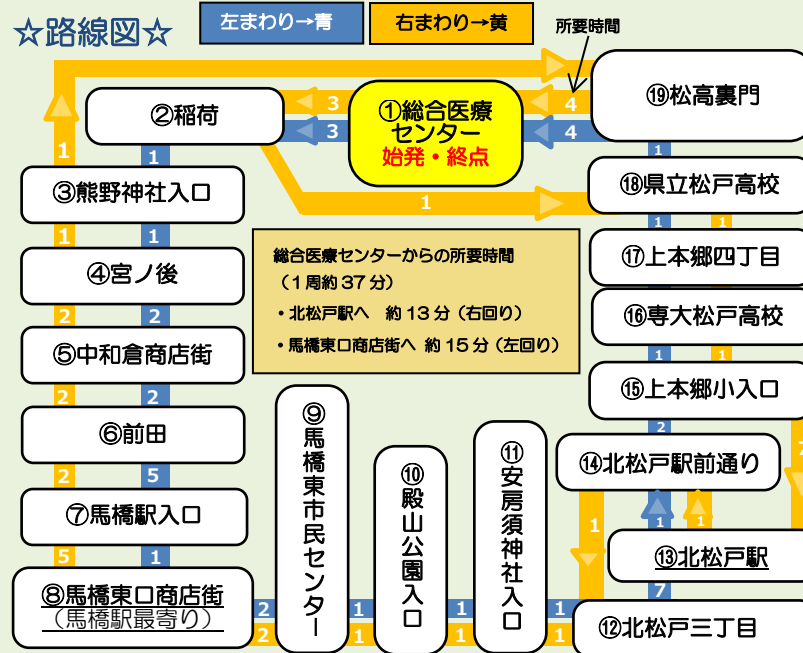 ☆路線図☆
左まわり→青
右まわり→黄
所要時間
①総合医療
センター
始発・終点
②稲荷
③熊野神社入口
④宮ノ後
⑤中和倉商店街
⑥前田
⑦馬橋駅入口
⑧馬橋東口商店街
(馬橋駅最寄り)
⑨馬橋東市民センター
⑩殿山公園入口
⑪安房須神社入口
⑫北松戸三丁目
⑬北松戸駅
⑭北松戸駅前通り
⑮上本郷小入口
⑯専大松戸高校
⑰上本郷四丁目
⑱県立松戸高校
⑲松高裏門
総合医療センターからの所要時間
(1周約37分)
・北松戸駅へ 約13分(右回り)
・馬橋東口商店街へ 約15分(左回り)
3
4
3
4
1
1
1
1
1
1
2
2
2
2
2
5
5
1
2
1
1
1
2
1
1
1
1
1
1
1
1
2
1
1
1
7
7